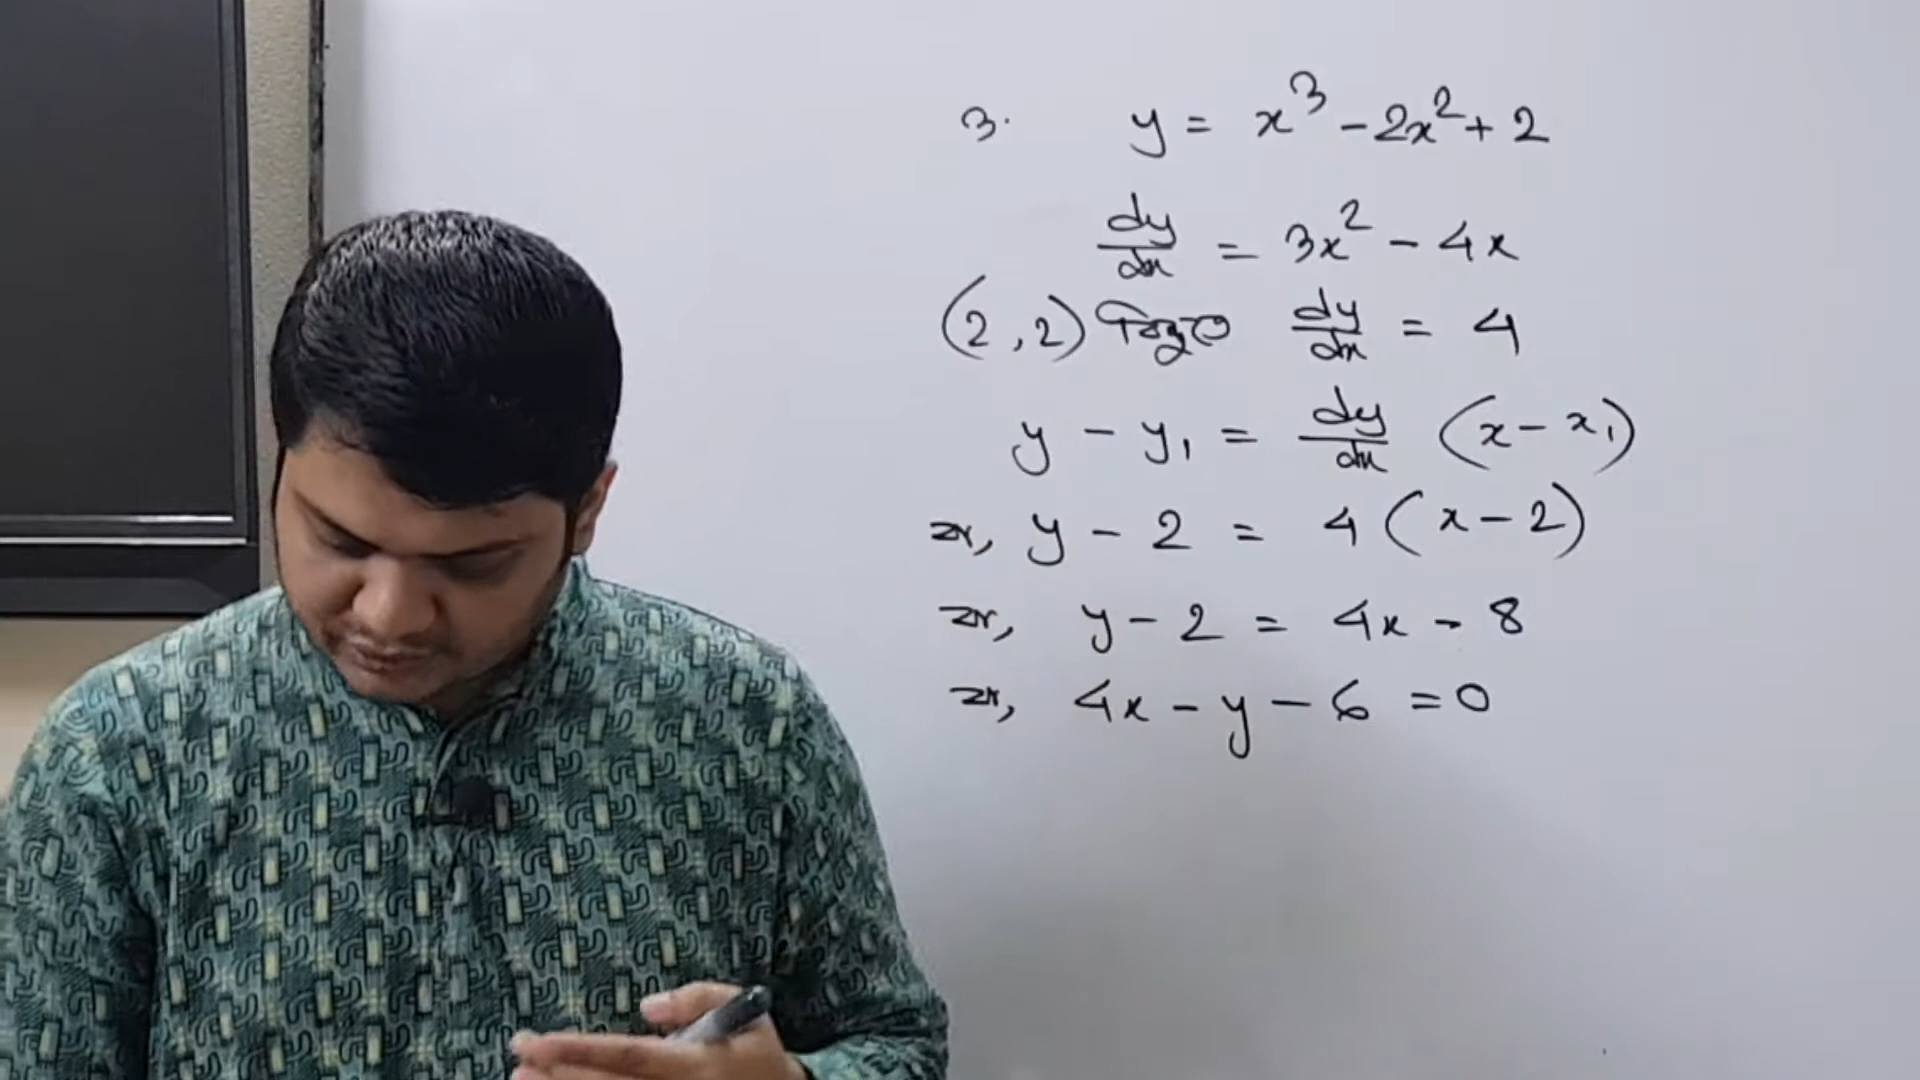 ৩. y = x³ - 2x² + 2
dy/dx = 3x² - 4x
(2, 2) বিন্দুতে dy/dx = 4
y - y₁ = dy/dx (x - x₁)
বা, y - 2 = 4 (x - 2)
বা, y - 2 = 4x - 8
বা, 4x - y - 6 = 0